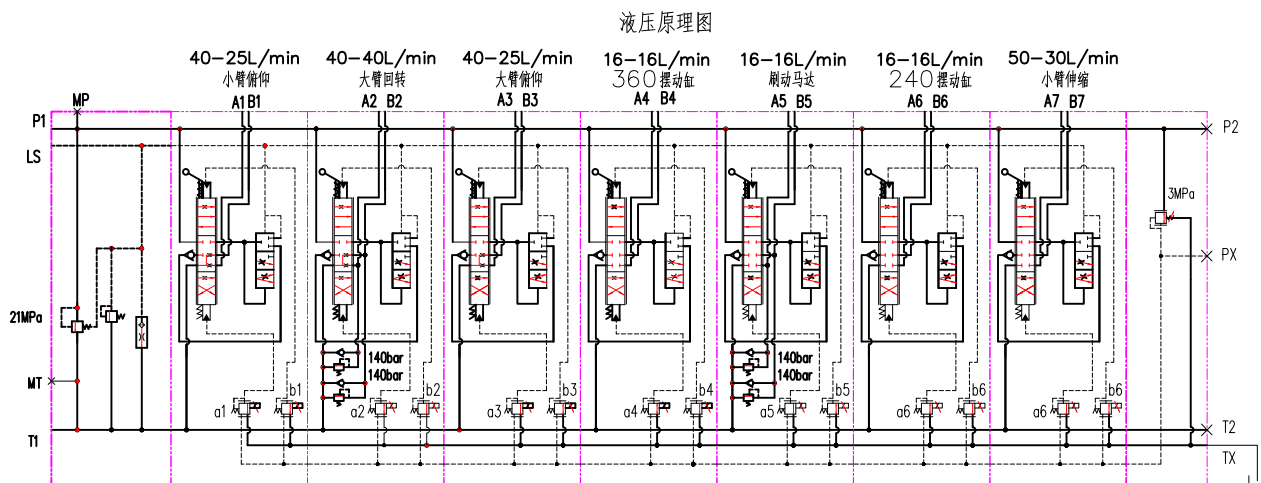 液压原理图
40-25L/min 40-40L/min 40-25L/min 16-16L/min 16-16L/min 16-16L/min 50-30L/min
小臂俯仰 大臂回转 大臂俯仰 360摆动缸 刷动马达 240摆动缸 小臂伸缩
MP A1 B1 A2 B2 A3 B3 A4 B4 A5 B5 A6 B6 A7 B7
P1 P2
LS
3MPa
PX
21MPa
140bar 140bar
140bar 140bar
MT
a1 b1 a2 b2 a3 b3 a4 b4 a5 b5 a6 b6 a6 b6
T1 T2
TX